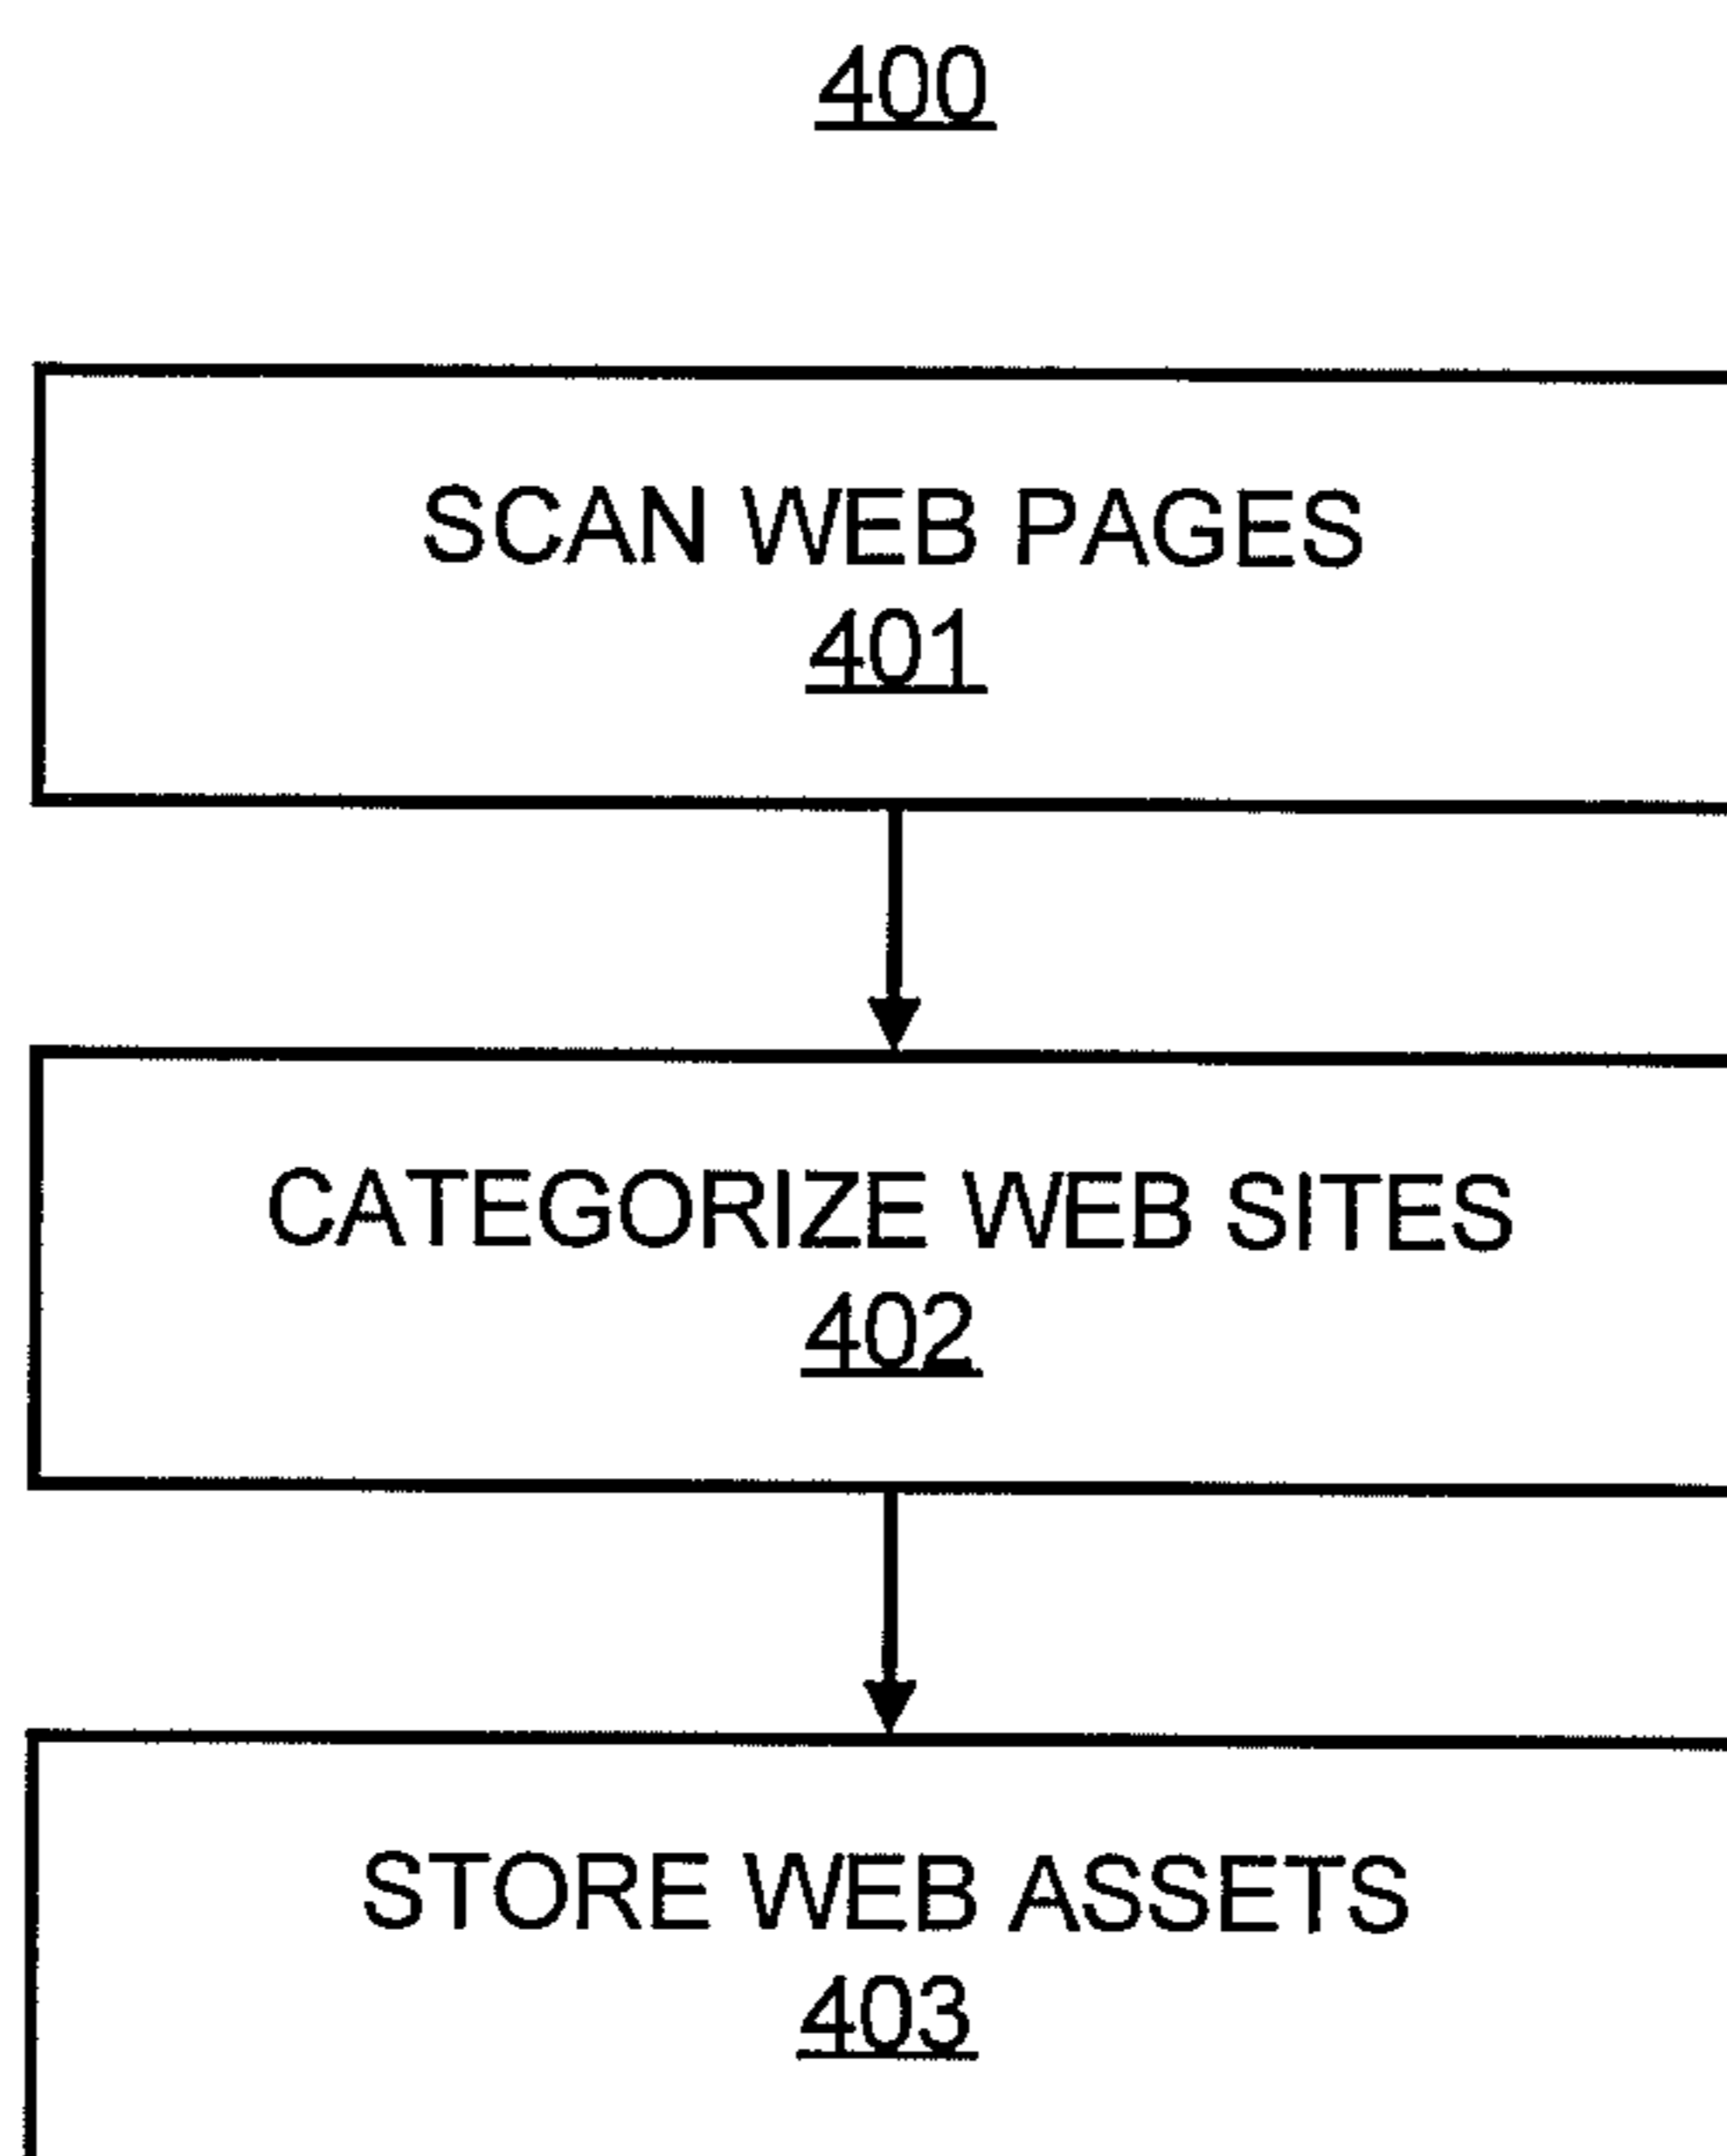 400
SCAN WEB PAGES
401
CATEGORIZE WEB SITES
402
STORE WEB ASSETS
403